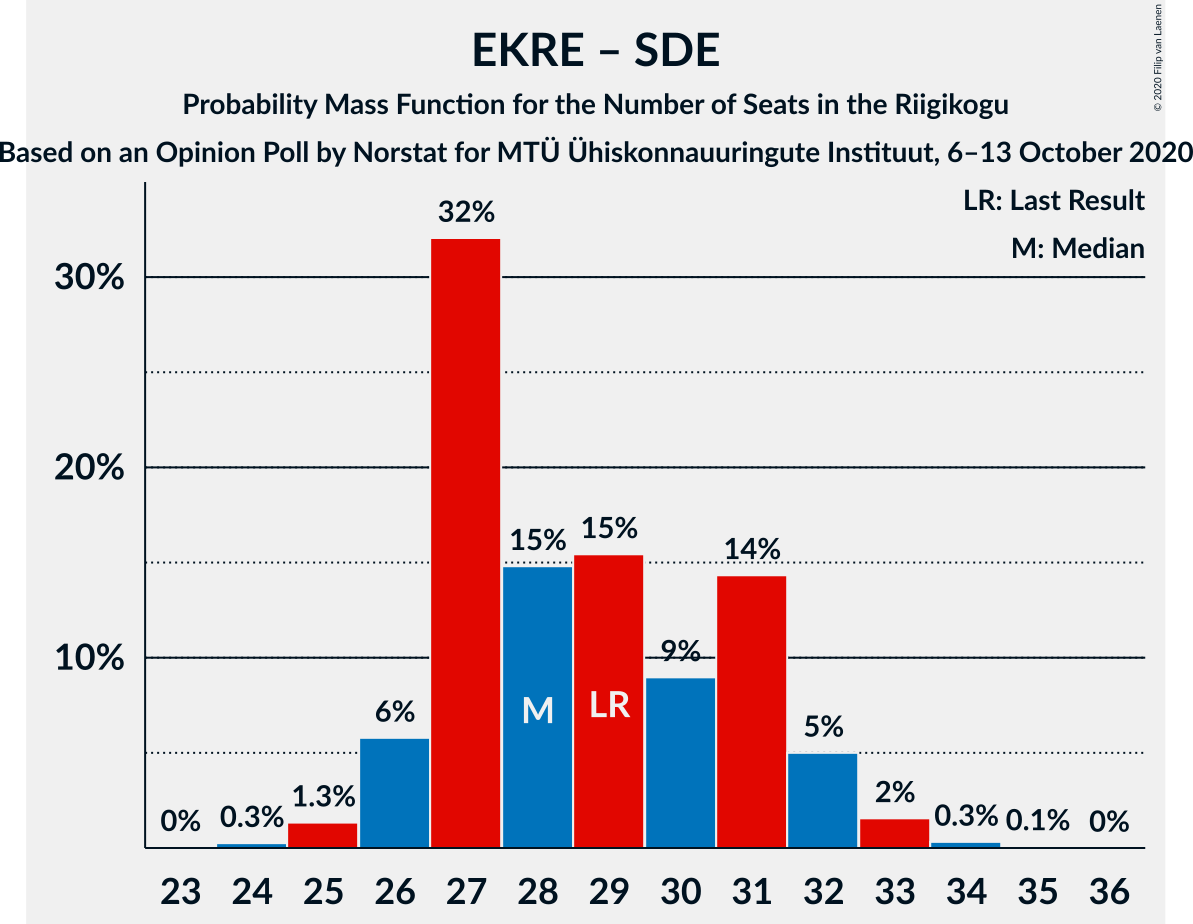 EKRE – SDE
Probability Mass Function for the Number of Seats in the Riigikogu
Based on an Opinion Poll by Norstat for MTÜ Ühiskonnauuringute Instituut, 6–13 October 2020
© 2020 Filip van Laenen
LR: Last Result
M: Median
30%
20%
10%
0%
0.3%
1.3%
6%
32%
15%
15%
9%
14%
5%
2%
0.3%
0.1%
0%
M
LR
23 24 25 26 27 28 29 30 31 32 33 34 35 36